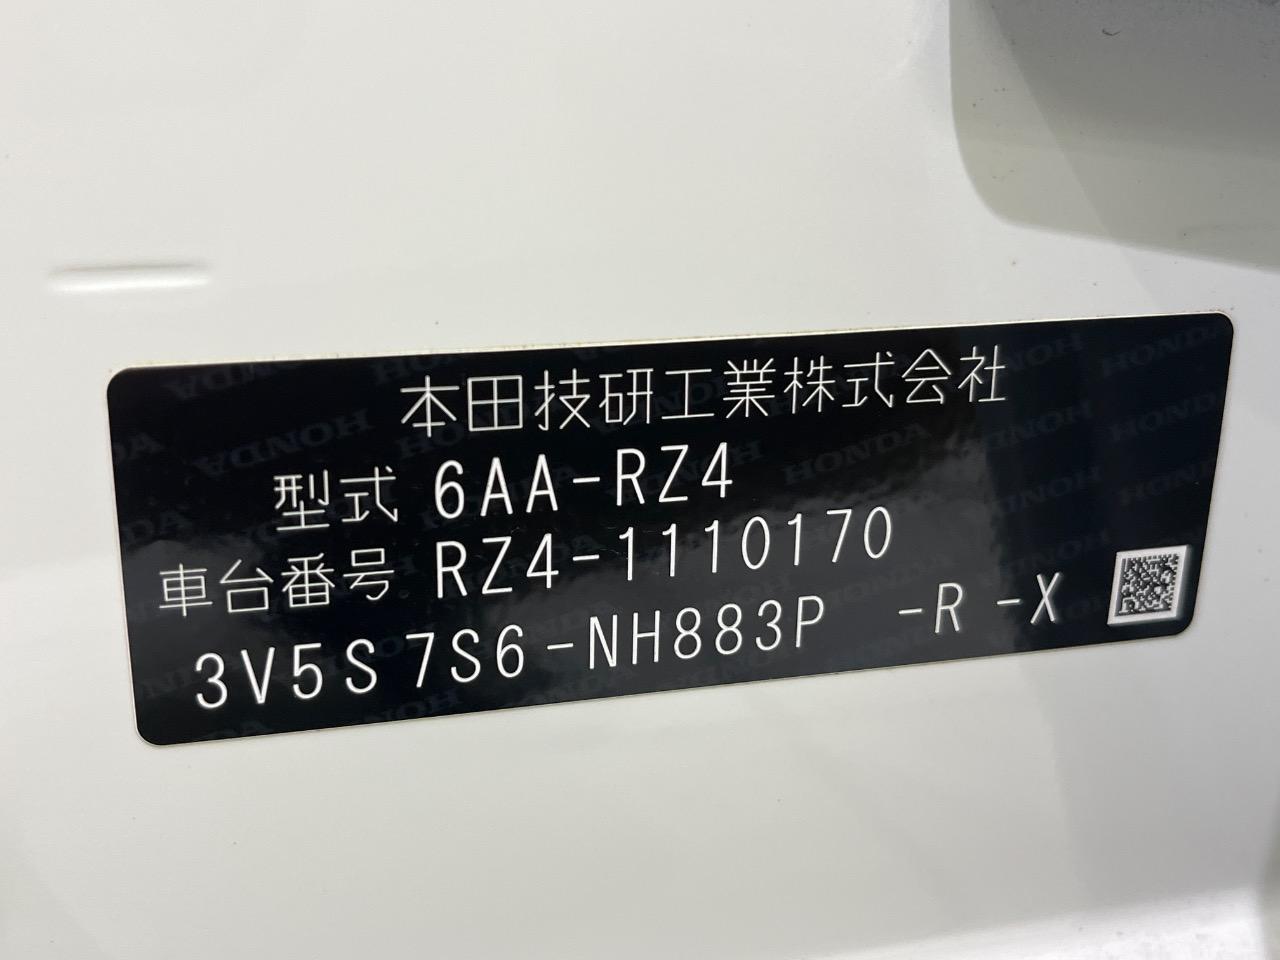 本田技研工業株式会社
型式 6AA-RZ4
車台番号 RZ4-1110170
3V5S7S6-NH883P -R -X